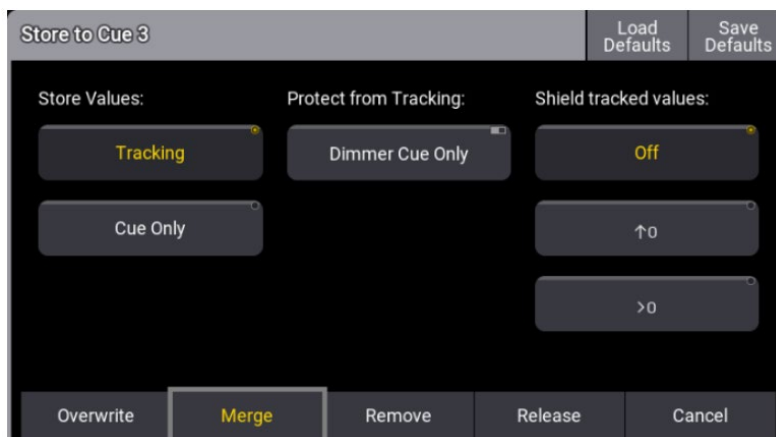 Store to Cue 3
Load
Defaults
Save
Defaults
Store Values:
Protect from Tracking:
Shield tracked values:
Tracking
Dimmer Cue Only
Off
Cue Only
↑0
>0
Overwrite
Merge
Remove
Release
Cancel